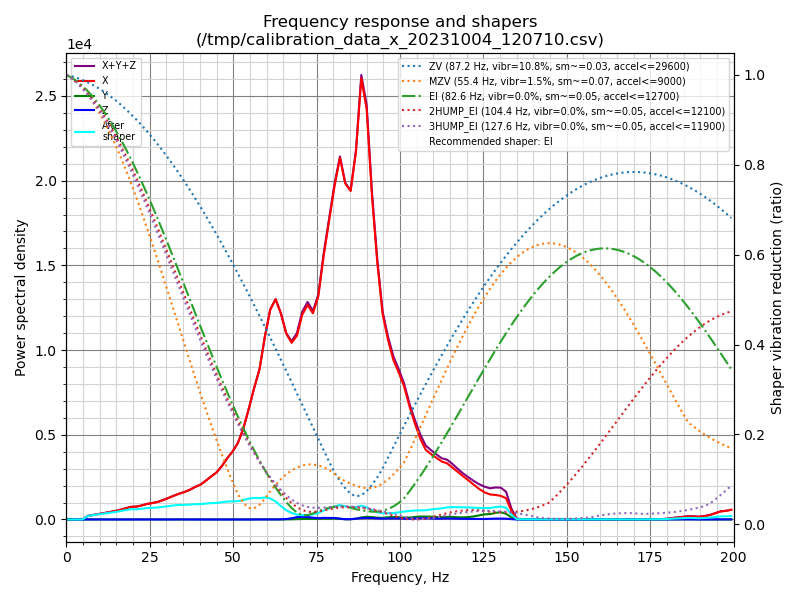 Frequency response and shapers
(/tmp/calibration_data_x_20231004_120710.csv)
1e4
X+Y+Z
X
Y
Z
After
shaper
ZV (87.2 Hz, vibr=10.8%, sm~=0.03, accel<=29600)
MZV (55.4 Hz, vibr=1.5%, sm~=0.07, accel<=9000)
EI (82.6 Hz, vibr=0.0%, sm~=0.05, accel<=12700)
2HUMP_EI (104.4 Hz, vibr=0.0%, sm~=0.05, accel<=12100)
3HUMP_EI (127.6 Hz, vibr=0.0%, sm~=0.05, accel<=11900)
Recommended shaper: EI
Power spectral density
2.5
2.0
1.5
1.0
0.5
0.0
1.0
0.8
0.6
0.4
0.2
0.0
Shaper vibration reduction (ratio)
0 25 50 75 100 125 150 175 200
Frequency, Hz